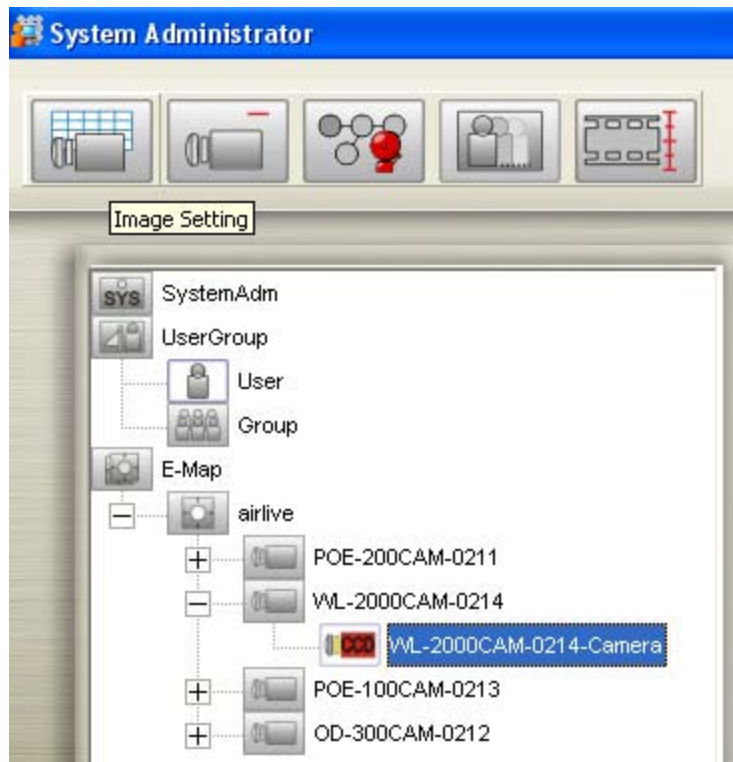 System Administrator
Image Setting
SYS SystemAdm
UserGroup
User
Group
E-Map
airlive
POE-200CAM-0211
WL-2000CAM-0214
CCD WL-2000CAM-0214-Camera
POE-100CAM-0213
OD-300CAM-0212